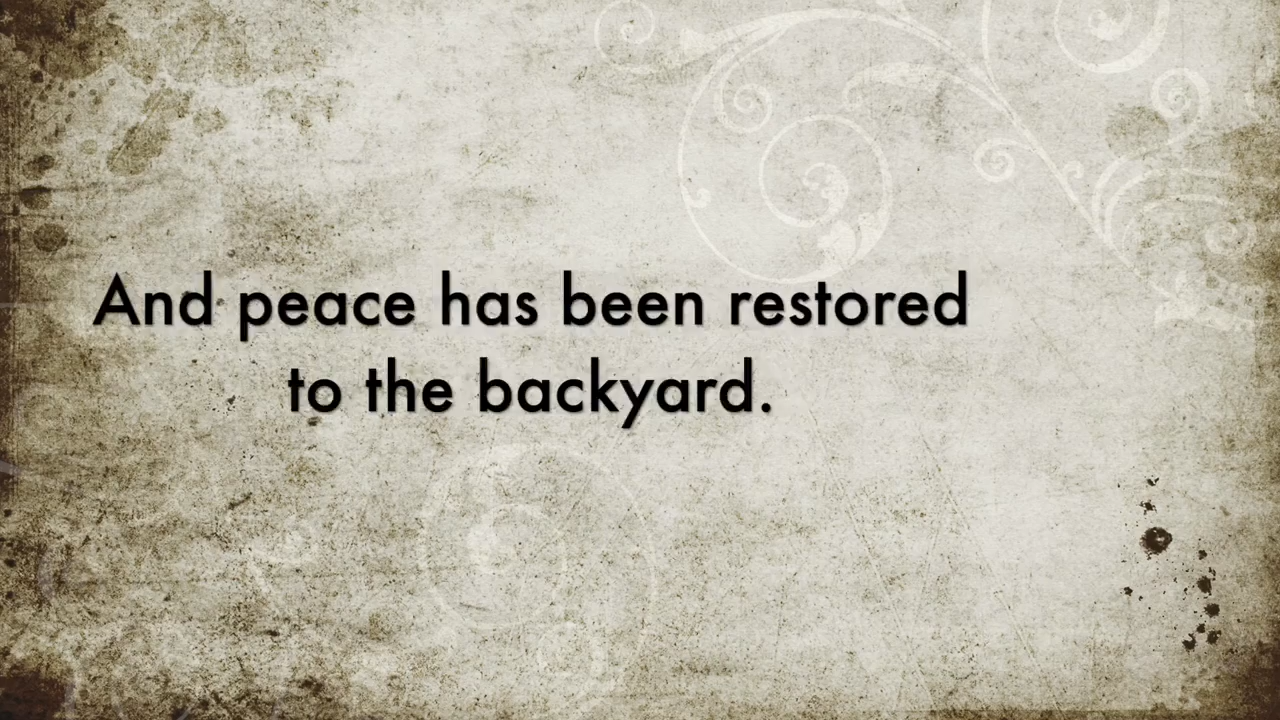 And peace has been restored
to the backyard.